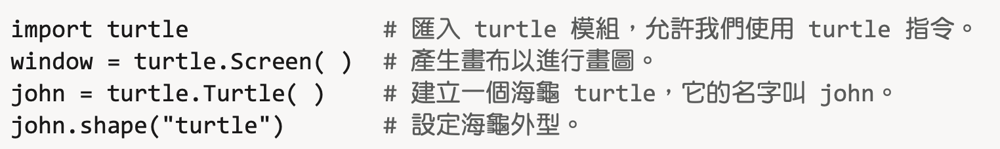 import turtle # 匯入 turtle 模組，允許我們使用 turtle 指令。
window = turtle.Screen( ) # 產生畫布以進行畫圖。
john = turtle.Turtle( ) # 建立一個海龜 turtle，它的名字叫 john。
john.shape("turtle") # 設定海龜外型。